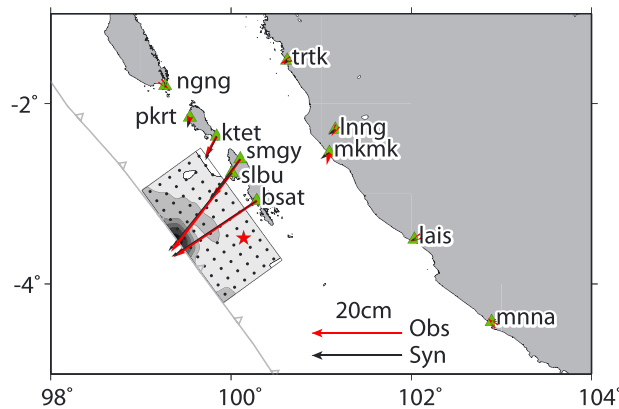 trtk
ngng
-2°
pkrt
lnng
ktet
mkmk
smgy
slbu
bsat
lais
-4°
20cm
mnna
Obs
Syn
98°
100°
102°
104°